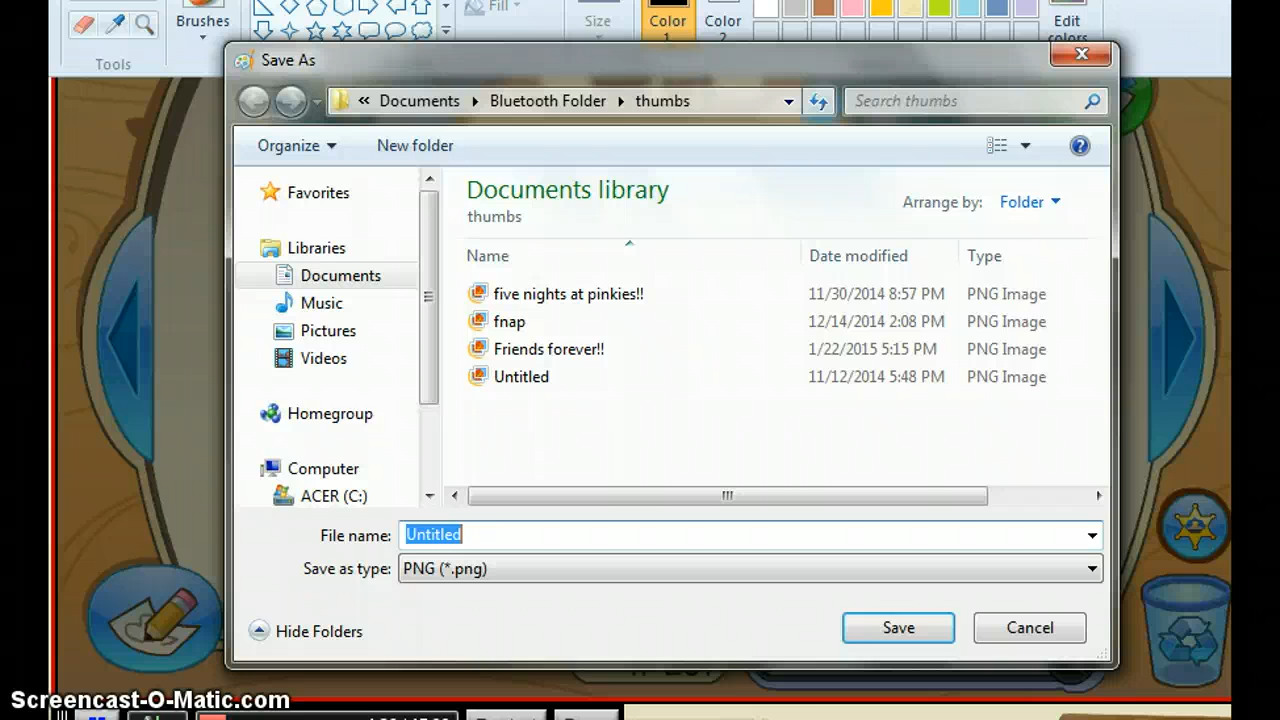 Brushes
Fill
Size
Color
1
Color
2
Edit
colors
Tools
Save As
« Documents Bluetooth Folder thumbs
Search thumbs
Organize
New folder
Favorites
Libraries
Documents
Music
Pictures
Videos
Homegroup
Computer
ACER (C:)
Documents library
thumbs
Arrange by: Folder
Name Date modified Type
five nights at pinkies!! 11/30/2014 8:57 PM PNG Image
fnap 12/14/2014 2:08 PM PNG Image
Friends forever!! 1/22/2015 5:15 PM PNG Image
Untitled 11/12/2014 5:48 PM PNG Image
File name: Untitled
Save as type: PNG (*.png)
Hide Folders
Save
Cancel
Screencast-O-Matic.com